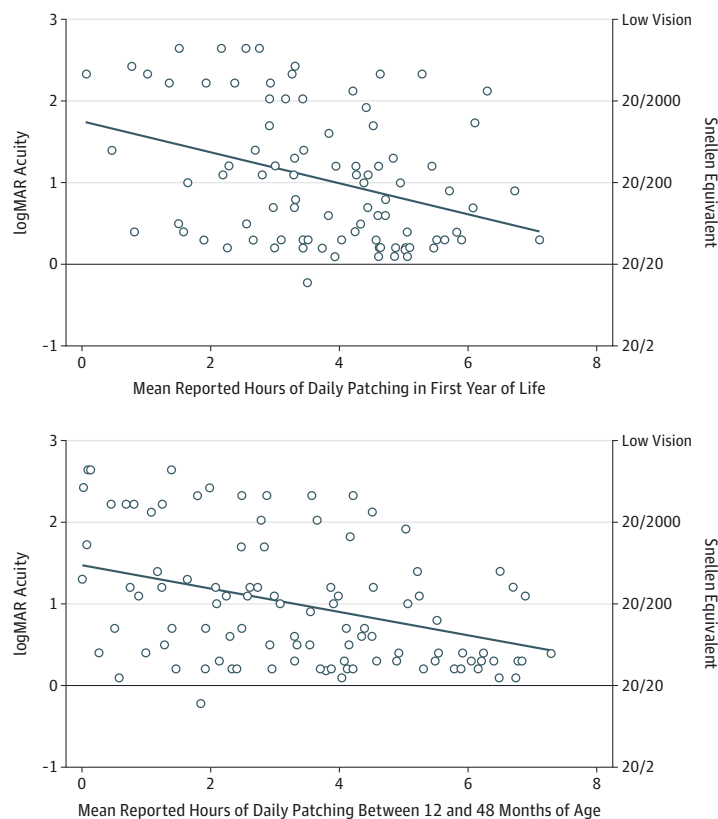 3
2
1
0
-1
logMAR Acuity
Low Vision
20/2000
20/200
20/20
20/2
Snellen Equivalent
0 2 4 6 8
Mean Reported Hours of Daily Patching in First Year of Life
3
2
1
0
-1
logMAR Acuity
Low Vision
20/2000
20/200
20/20
20/2
Snellen Equivalent
0 2 4 6 8
Mean Reported Hours of Daily Patching Between 12 and 48 Months of Age